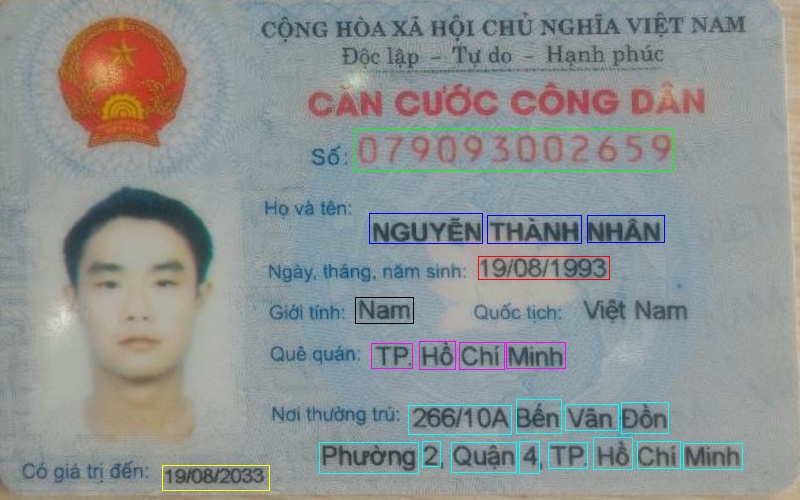 CỘNG HÒA XÃ HỘI CHỦ NGHĨA VIỆT NAM
Độc lập - Tự do - Hạnh phúc
CĂN CƯỚC CÔNG DÂN
Số: 079093002659
Họ và tên:
NGUYỄN THÀNH NHÂN
Ngày, tháng, năm sinh: 19/08/1993
Giới tính: Nam Quốc tịch: Việt Nam
Quê quán: TP. Hồ Chí Minh
Nơi thường trú: 266/10A Bến Vân Đồn
Phường 2, Quận 4, TP. Hồ Chí Minh
Có giá trị đến: 19/08/2033